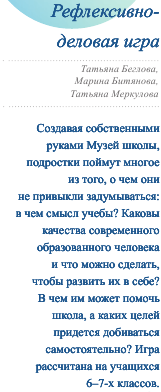 Рефлексивно-
деловая игра
Татьяна Беглова,
Марина Битянова,
Татьяна Меркулова
Создавая собственными
руками Музей школы,
подростки поймут многое
из того, о чем они
не привыкли задумываться:
в чем смысл учебы? Каковы
качества современного
образованного человека
и что можно сделать,
чтобы развить их в себе?
В чем им может помочь
школа, а каких целей
придется добиваться
самостоятельно? Игра
рассчитана на учащихся
6–7-х классов.